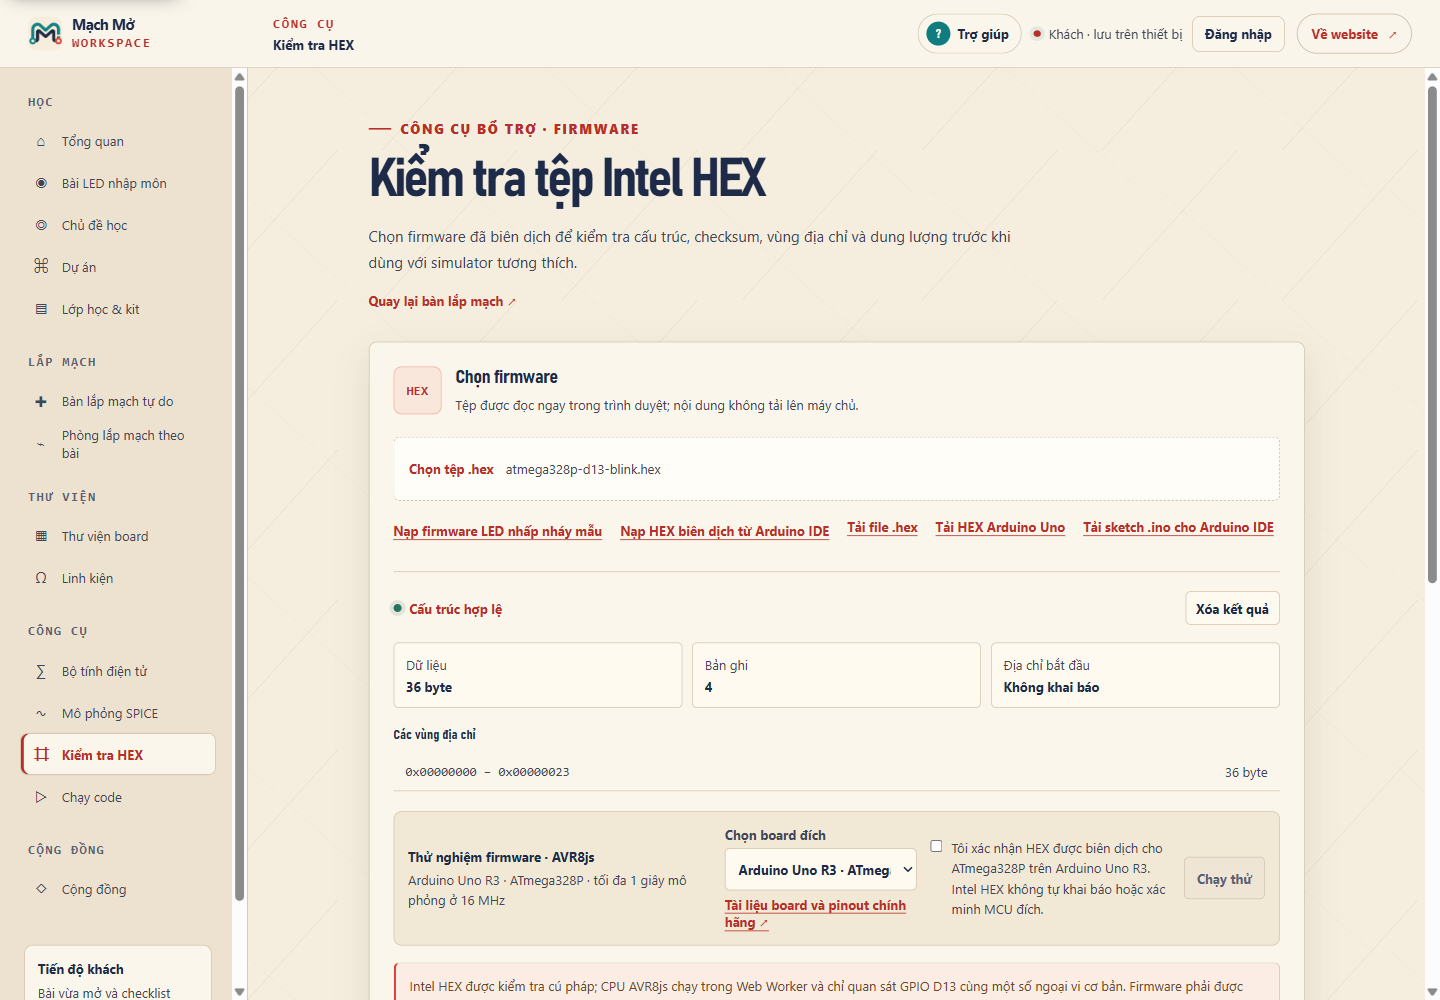 Mạch Mở
WORKSPACE
CÔNG CỤ
Kiểm tra HEX
? Trợ giúp
Khách · lưu trên thiết bị
Đăng nhập
Về website ↗
HỌC
Tổng quan
Bài LED nhập môn
Chủ đề học
Dự án
Lớp học & kit
LẮP MẠCH
Bàn lắp mạch tự do
Phòng lắp mạch theo
bài
THƯ VIỆN
Thư viện board
Linh kiện
CÔNG CỤ
Bộ tính điện tử
Mô phỏng SPICE
Kiểm tra HEX
Chạy code
CỘNG ĐỒNG
Cộng đồng
Tiến độ khách
Bài vừa mở và checklist
CÔNG CỤ BỔ TRỢ · FIRMWARE
Kiểm tra tệp Intel HEX
Chọn firmware đã biên dịch để kiểm tra cấu trúc, checksum, vùng địa chỉ và dung lượng trước khi
dùng với simulator tương thích.
Quay lại bàn lắp mạch ↗
HEX
Chọn firmware
Tệp được đọc ngay trong trình duyệt; nội dung không tải lên máy chủ.
Chọn tệp .hex atmega328p-d13-blink.hex
Nạp firmware LED nhấp nháy mẫu
Nạp HEX biên dịch từ Arduino IDE
Tải file .hex
Tải HEX Arduino Uno
Tải sketch .ino cho Arduino IDE
Cấu trúc hợp lệ
Xóa kết quả
Dữ liệu
36 byte
Bản ghi
4
Địa chỉ bắt đầu
Không khai báo
Các vùng địa chỉ
0x00000000 – 0x00000023
36 byte
Thử nghiệm firmware · AVR8js
Arduino Uno R3 · ATmega328P · tối đa 1 giây mô
phỏng ở 16 MHz
Chọn board đích
Arduino Uno R3 · ATmega
Tài liệu board và pinout chính
hãng ↗
Tôi xác nhận HEX được biên dịch cho
ATmega328P trên Arduino Uno R3.
Intel HEX không tự khai báo hoặc xác
minh MCU đích.
Chạy thử
Intel HEX được kiểm tra cú pháp; CPU AVR8js chạy trong Web Worker và chỉ quan sát GPIO D13 cùng một số ngoại vi cơ bản. Firmware phải được